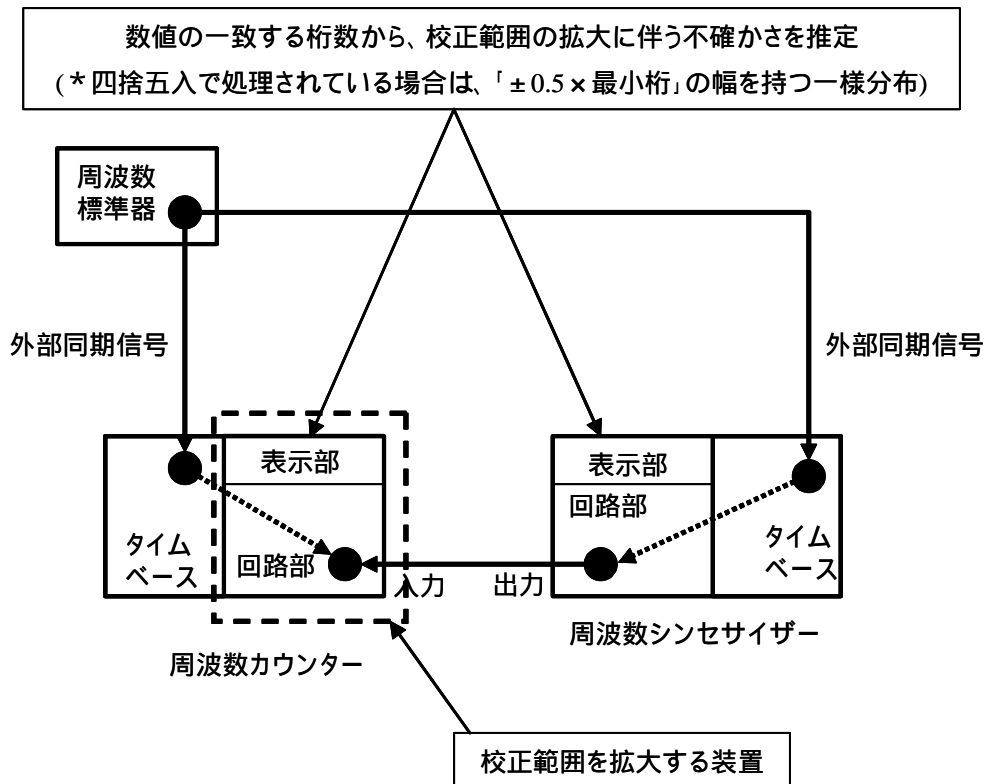 数値の一致する桁数から、校正範囲の拡大に伴う不確かさを推定
(＊四捨五入で処理されている場合は、「±0.5×最小桁」の幅を持つ一様分布)
周波数
標準器
外部同期信号
外部同期信号
表示部
回路部
タイム
ベース
入力
出力
表示部
回路部
タイム
ベース
周波数カウンター
周波数シンセサイザー
校正範囲を拡大する装置